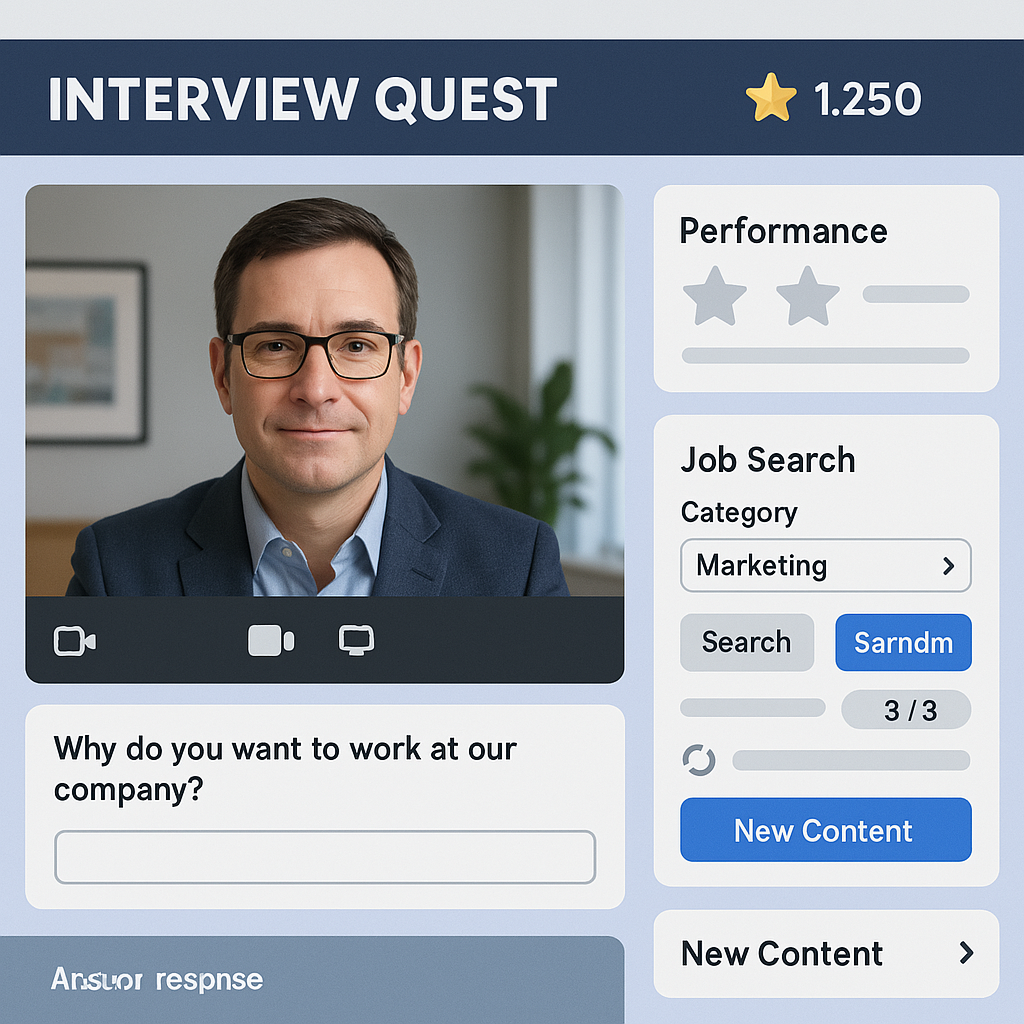 INTERVIEW QUEST
1.250
Why do you want to work at our
company?
respnse
Performance
Job Search
Category
Marketing
Search
Sarndm
3 / 3
New Content
New Content